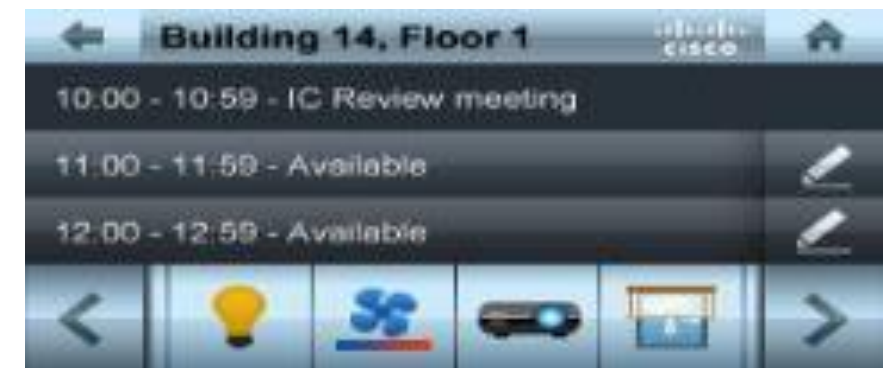 Building 14, Floor 1
CISCO
10:00 - 10:59 - IC Review meeting
11:00 - 11:59 - Available
12:00 - 12:59 - Available